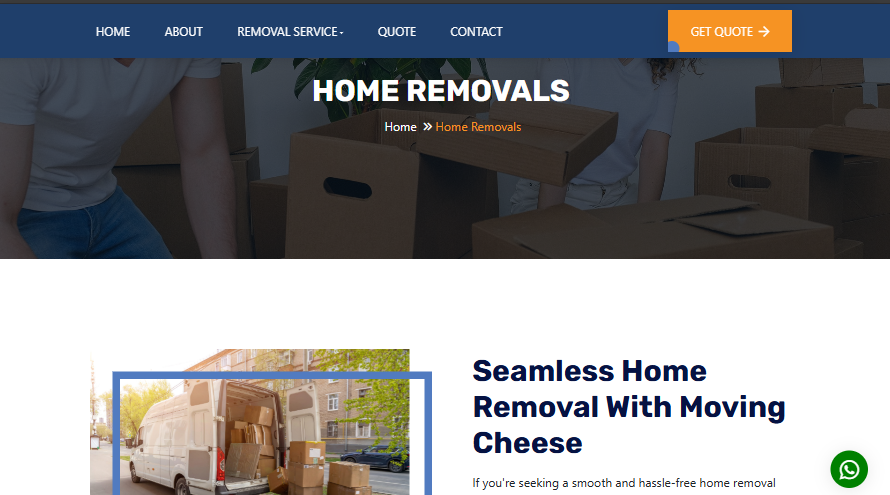 HOME ABOUT REMOVAL SERVICE QUOTE CONTACT GET QUOTE
HOME REMOVALS
Home » Home Removals
Seamless Home
Removal With Moving
Cheese
If you're seeking a smooth and hassle-free home removal